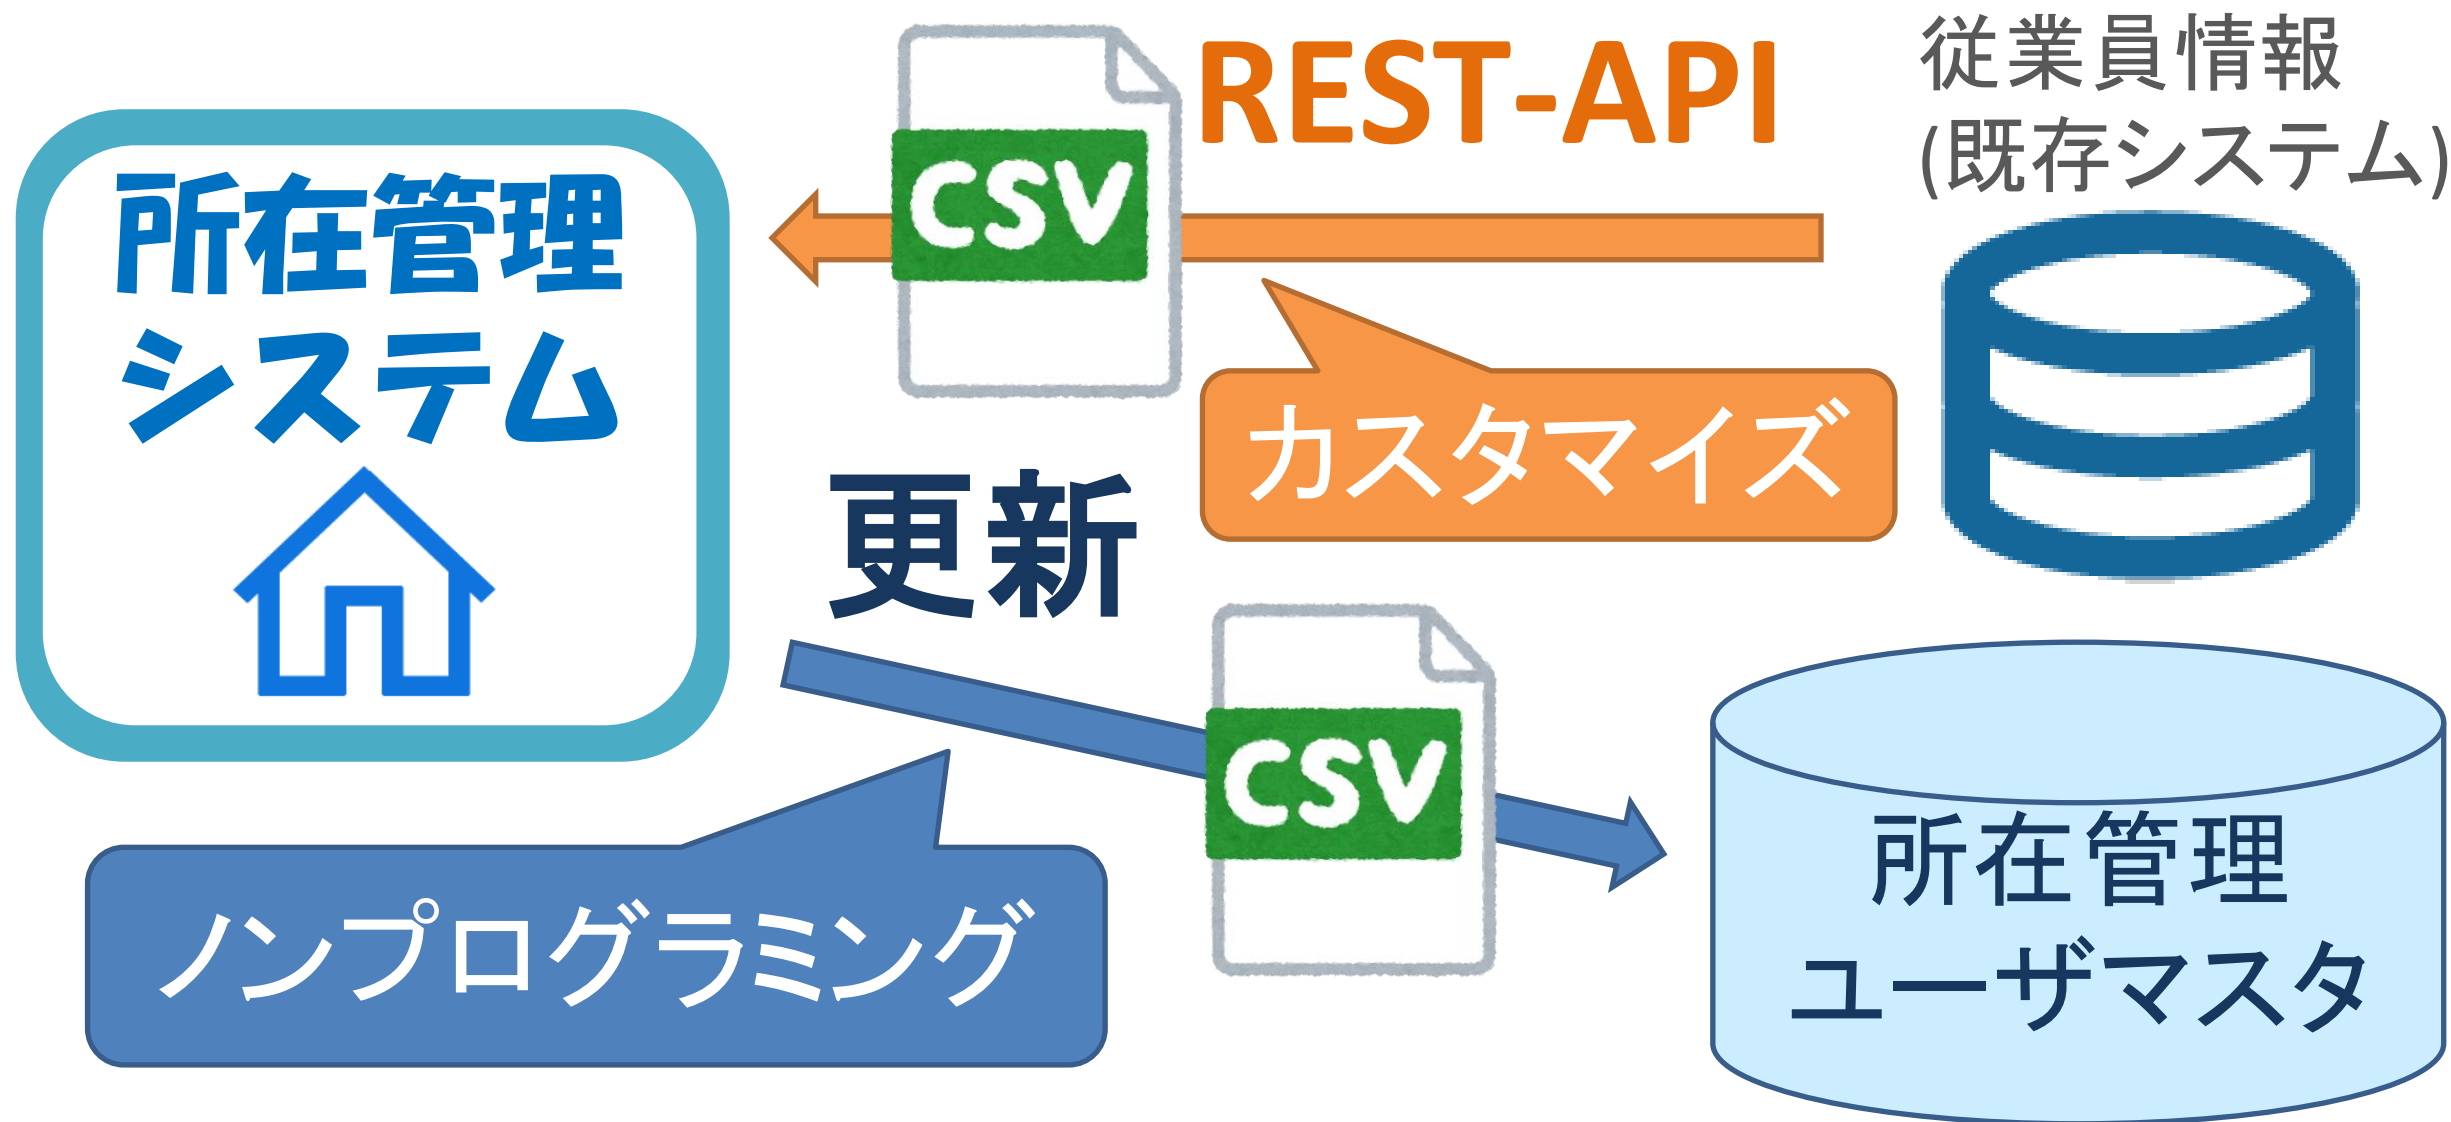 REST-API
従業員情報
(既存システム)
CSV
所在管理
システム
カスタマイズ
更新
CSV
ノンプログラミング
所在管理
ユーザマスタ